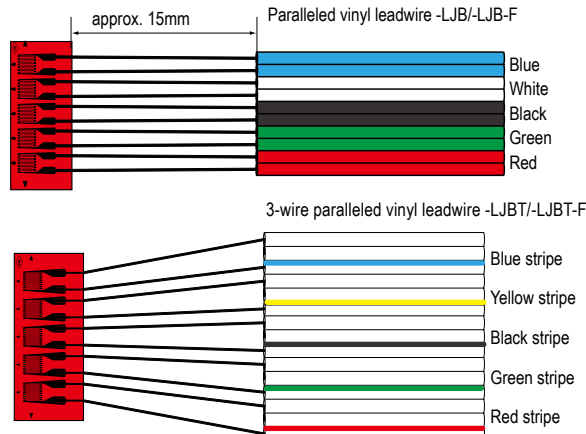 approx. 15mm
Paralleled vinyl leadwire -LJB/-LJB-F
Blue
White
Black
Green
Red
3-wire paralleled vinyl leadwire -LJBT/-LJBT-F
Blue stripe
Yellow stripe
Black stripe
Green stripe
Red stripe